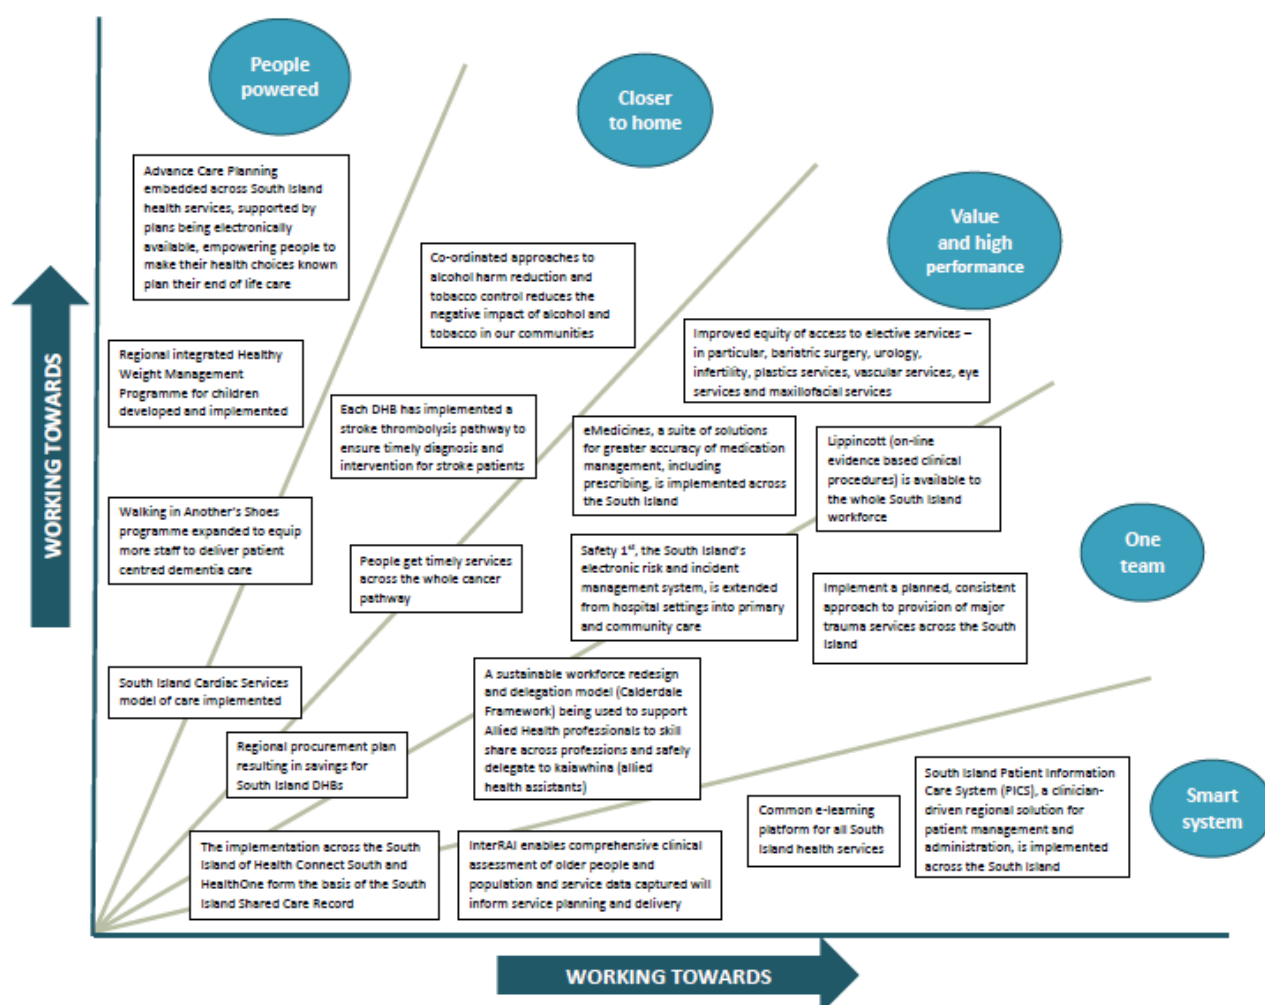 People
powered
Closer
to home
Value
and high
performance
One
team
Smart
system
WORKING TOWARDS
Advance Care Planning
embedded across South Island
health services, supported by
plans being electronically
available, empowering people to
make their health choices known
plan their end of life care
Co-ordinated approaches to
alcohol harm reduction and
tobacco control reduces the
negative impact of alcohol and
tobacco in our communities
Improved equity of access to elective services –
in particular, bariatric surgery, urology,
infertility, plastics services, vascular services, eye
services and maxillofacial services
Regional integrated Healthy
Weight Management
Programme for children
developed and implemented
Each DHB has implemented a
stroke thrombolysis pathway to
ensure timely diagnosis and
intervention for stroke patients
eMedicines, a suite of solutions
for greater accuracy of medication
management, including
prescribing, is implemented across
the South Island
Lippincott (on-line
evidence based clinical
procedures) is available to
the whole South Island
workforce
Walking in Another's Shoes
programme expanded to equip
more staff to deliver patient
centred dementia care
People get timely services
across the whole cancer
pathway
Safety 1st, the South Island's
electronic risk and incident
management system, is extended
from hospital settings into primary
and community care
Implement a planned, consistent
approach to provision of major
trauma services across the South
Island
South Island Cardiac Services
model of care implemented
A sustainable workforce redesign
and delegation model (Calderdale
Framework) being used to support
Allied Health professionals to skill
share across professions and safely
delegate to kaiawhina (allied
health assistants)
Regional procurement plan
resulting in savings for
South Island DHBs
South Island Patient Information
Care System (PICS), a clinician-
driven regional solution for
patient management and
administration, is implemented
across the South Island
Common e-learning
platform for all South
Island health services
The implementation across the South
Island of Health Connect South and
HealthOne form the basis of the South
Island Shared Care Record
InterRAI enables comprehensive clinical
assessment of older people and
population and service data captured will
inform service planning and delivery
WORKING TOWARDS